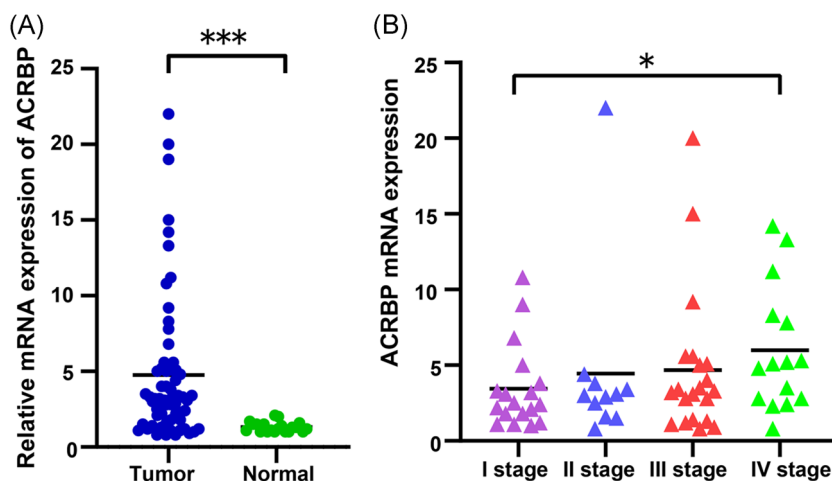 (A)
Relative mRNA expression of ACRBP
25
20
15
10
5
0
***
Tumor Normal
(B)
ACRBP mRNA expression
25
20
15
10
5
0
*
I stage II stage III stage IV stage